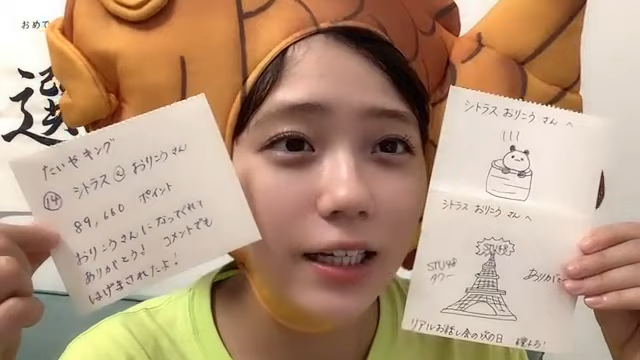 おめで
選
たいやキング
⑭ シトラス@おりこうさん
89,660 ポイント
おりこうさんになってくれて
ありがとう! コメントでも
はげまされたよ!
シトラス おりこう さん へ
シトラス おりこう さん へ
STU48
STU48
タワー
ありがと
リアルお話し会の次の日